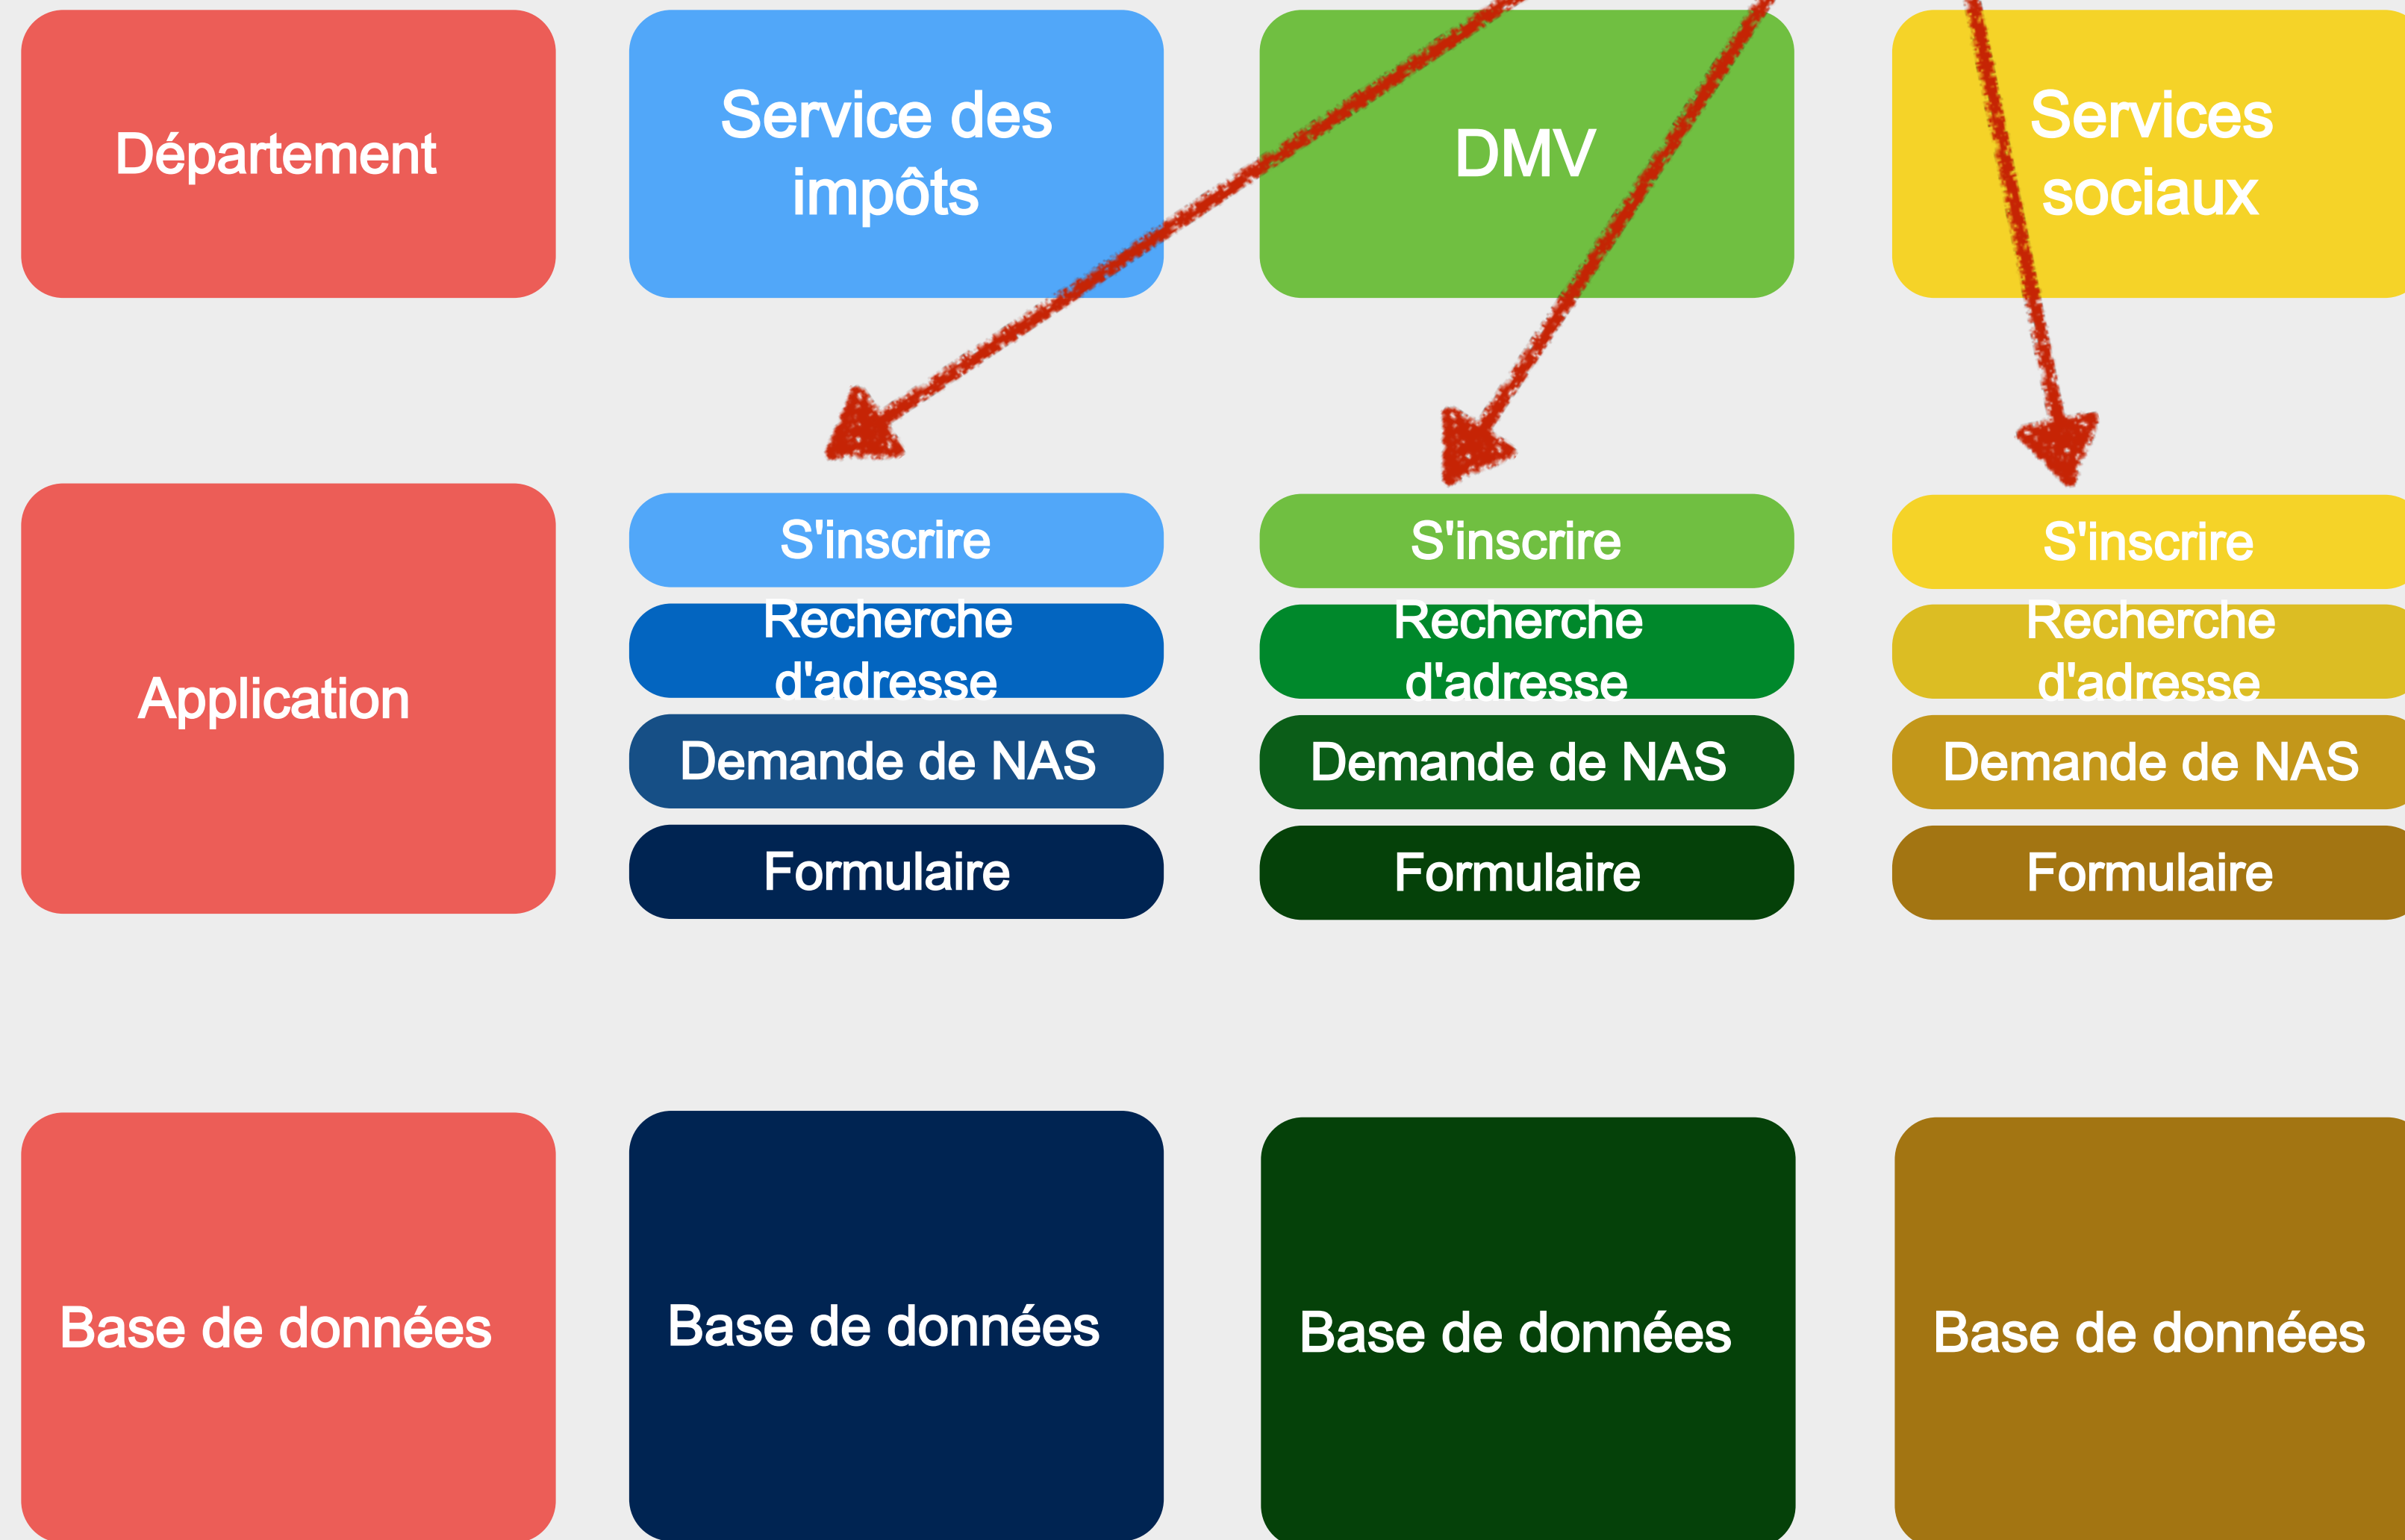 Département
Service des
impôts
DMV
Services
sociaux
Application
S'inscrire
Recherche
d'adresse
Demande de NAS
Formulaire
S'inscrire
Recherche
d'adresse
Demande de NAS
Formulaire
S'inscrire
Recherche
d'adresse
Demande de NAS
Formulaire
Base de données
Base de données
Base de données
Base de données